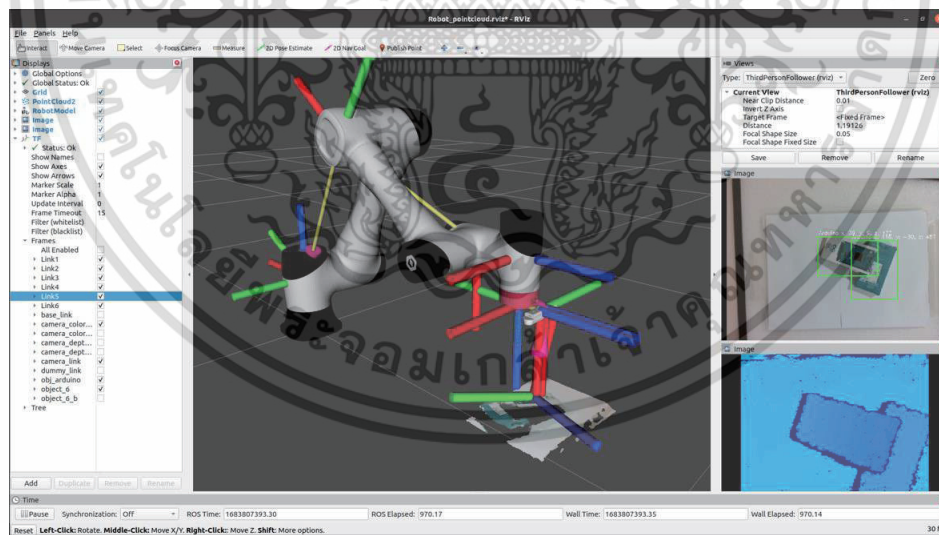 Robot_pointcloud.rviz* - RViz
File Panels Help
Interact Move Camera Select Focus Camera Measure 2D Pose Estimate 2D Nav Goal Publish Point
Displays
Global Options
Global Status: Ok
Grid
PointCloud2
RobotModel
Image
Image
TF
Status: Ok
Show Names
Show Axes
Show Arrows
Marker Scale 1
Marker Alpha 1
Update Interval 0
Frame Timeout 15
Filter (whitelist)
Filter (blacklist)
Frames
All Enabled
Link1
Link2
Link3
Link4
Link5
Link6
base_link
camera_color...
camera_color...
camera_dept...
camera_dept...
camera_link
dummy_link
obj_arduino
object_6
object_6_b
Tree
Add Duplicate Remove Rename
Views
Type: ThirdPersonFollower (rviz) Zero
Current View ThirdPersonFollower (rviz)
Near Clip Distance 0.01
Invert Z Axis
Target Frame <Fixed Frame>
Distance 1.19126
Focal Shape Size 0.05
Focal Shape Fixed Size
Save Remove Rename
Image
Image
Time
Pause Synchronization: Off ROS Time: 1683807393.30 ROS Elapsed: 970.17 Wall Time: 1683807393.35 Wall Elapsed: 970.14
Reset Left-Click: Rotate. Middle-Click: Move X/Y. Right-Click: Move Z. Shift: More options.